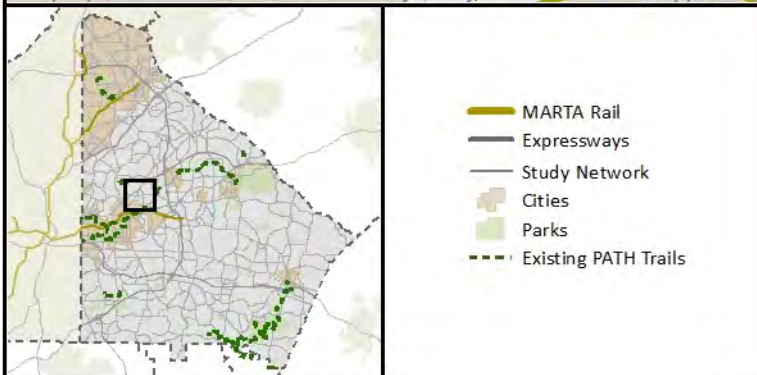 MARTA Rail
Expressways
Study Network
Cities
Parks
Existing PATH Trails